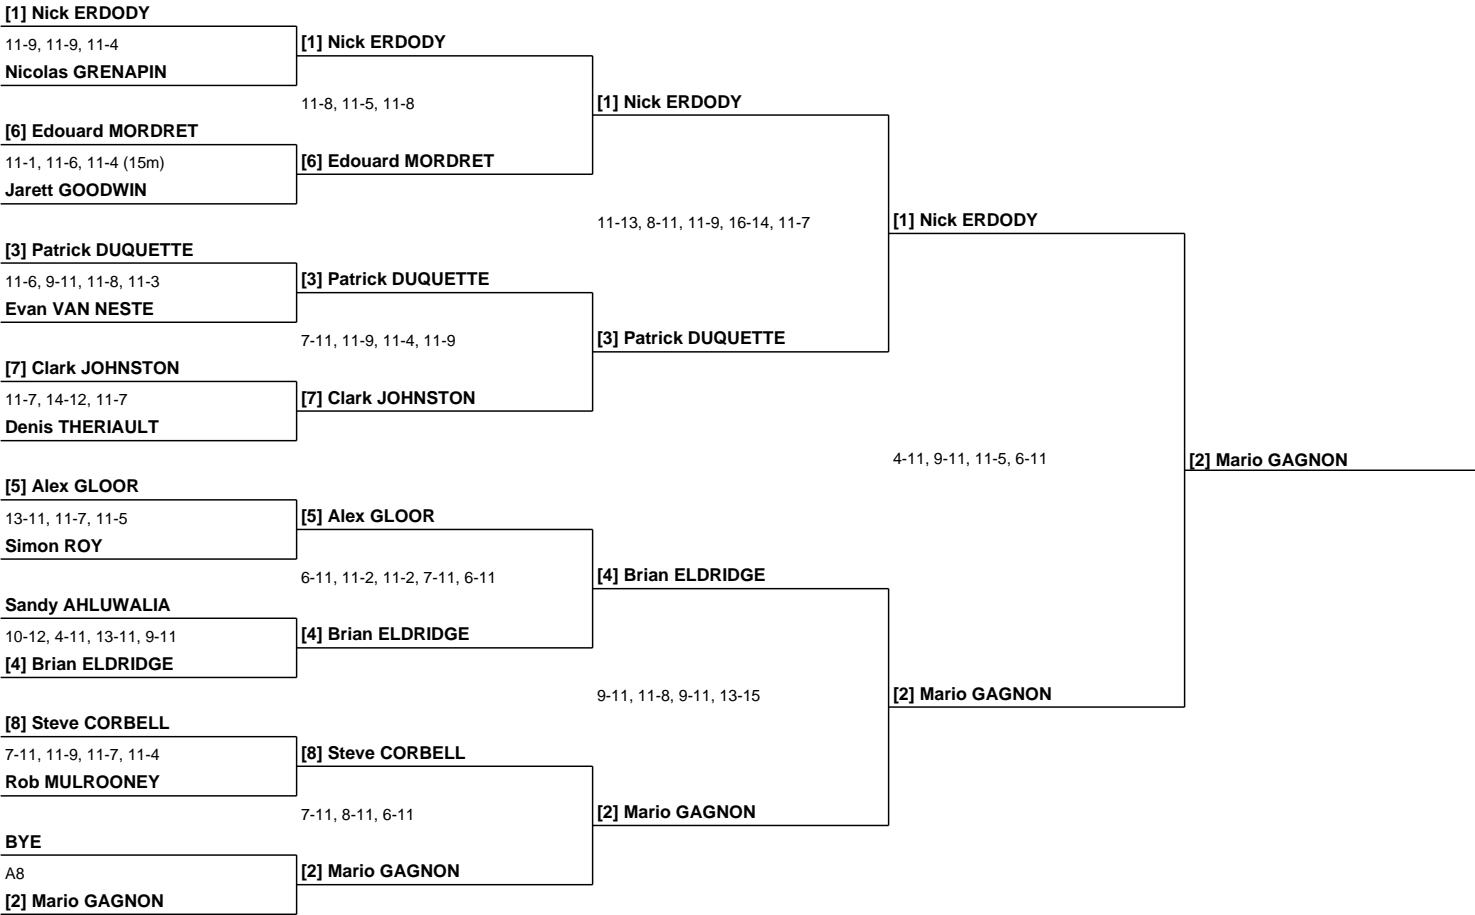 [1] Nick ERDODY
11-9, 11-9, 11-4
Nicolas GRENAPIN
[6] Edouard MORDRET
11-1, 11-6, 11-4 (15m)
Jarett GOODWIN
[3] Patrick DUQUETTE
11-6, 9-11, 11-8, 11-3
Evan VAN NESTE
[7] Clark JOHNSTON
11-7, 14-12, 11-7
Denis THERIAULT
[5] Alex GLOOR
13-11, 11-7, 11-5
Simon ROY
Sandy AHLUWALIA
10-12, 4-11, 13-11, 9-11
[4] Brian ELDRIDGE
[8] Steve CORBELL
7-11, 11-9, 11-7, 11-4
Rob MULROONEY
BYE
A8
[2] Mario GAGNON
[1] Nick ERDODY
11-8, 11-5, 11-8
[6] Edouard MORDRET
[3] Patrick DUQUETTE
7-11, 11-9, 11-4, 11-9
[7] Clark JOHNSTON
[5] Alex GLOOR
6-11, 11-2, 11-2, 7-11, 6-11
[4] Brian ELDRIDGE
[8] Steve CORBELL
7-11, 8-11, 6-11
[2] Mario GAGNON
[1] Nick ERDODY
11-13, 8-11, 11-9, 16-14, 11-7
[3] Patrick DUQUETTE
[4] Brian ELDRIDGE
9-11, 11-8, 9-11, 13-15
[2] Mario GAGNON
[1] Nick ERDODY
4-11, 9-11, 11-5, 6-11
[2] Mario GAGNON
[2] Mario GAGNON